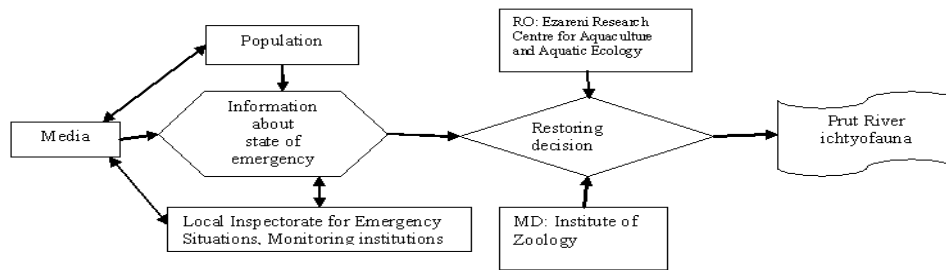 Population
RO: Ezareni Research
Centre for Aquaculture
and Aquatic Ecology
Media
Information
about
state of
emergency
Restoring
decision
Prut River
ichtyofauna
Local Inspectorate for Emergency
Situations, Monitoring institutions
MD: Institute of
Zoology